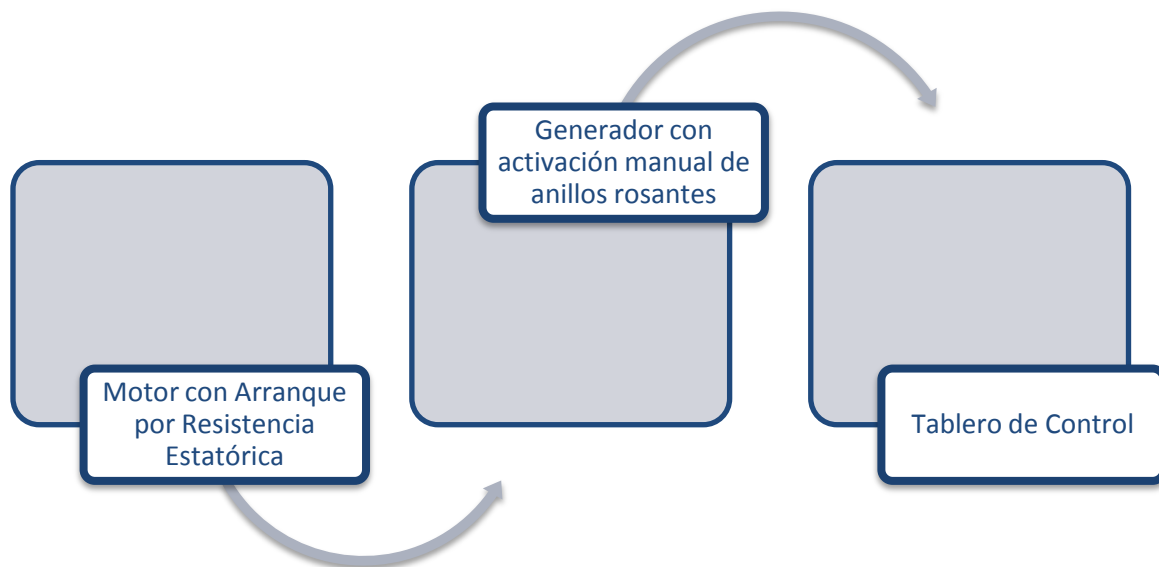 Motor con Arranque
por Resistencia
Estatórica
Generador con
activación manual de
anillos rosantes
Tablero de Control